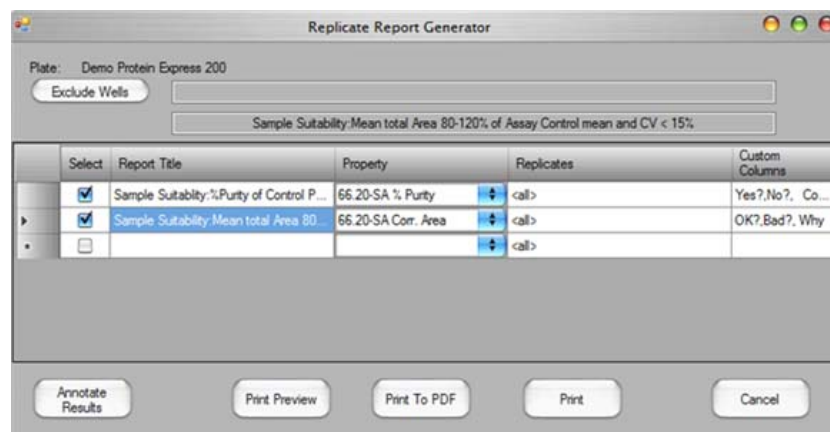 Replicate Report Generator
Plate: Demo Protein Express 200
Exclude Wells
Sample Suitability:Mean total Area 80-120% of Assay Control mean and CV < 15%
Select Report Title Property Replicates Custom Columns
Sample Suitablity:%Purity of Control P... 66.20-SA % Purity <all> Yes?,No?, Co...
Sample Suitability:Mean total Area 80... 66.20-SA Corr. Area <all> OK?,Bad?, Why
<all>
Annotate Results Print Preview Print To PDF Print Cancel